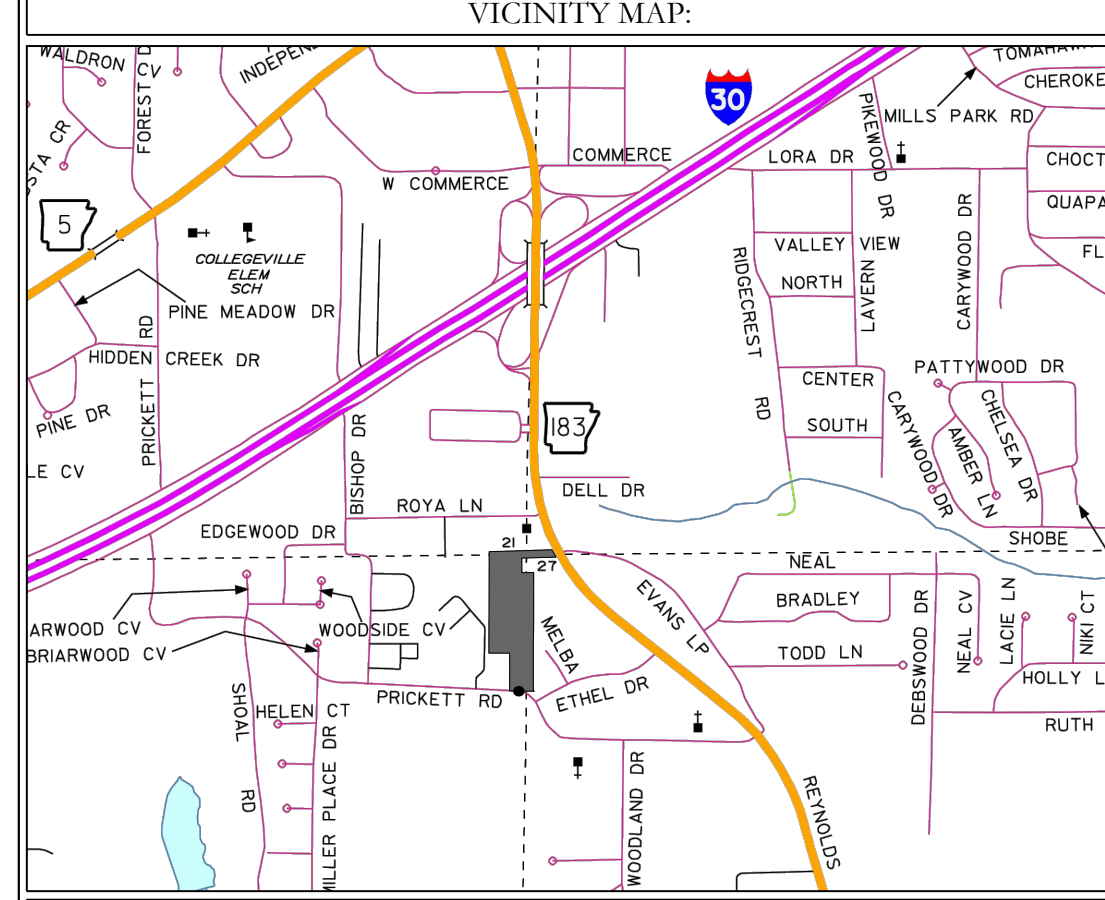 VICINITY MAP:
WALDRON
CV
FOREST D
INDEPEN
30
TOMAHAW
CHEROKE
MILLS PARK RD
PIKEWOOD DR
STA CR
COMMERCE
LORA DR
CHOCT
W COMMERCE
QUAPA
5
COLLEGEVILLE
ELEM
SCH
VALLEY VIEW
FL
RIDGECREST RD
NORTH
LAVERN DR
CARYWOOD DR
PINE MEADOW DR
HIDDEN CREEK DR
PRICKETT RD
PATTYWOOD DR
CENTER
PINE DR
183
SOUTH
CARYWOOD DR
AMBER LN
CHELSEA DR
LE CV
BISHOP DR
DELL DR
ROYA LN
EDGEWOOD DR
SHOBE
21
27
NEAL
EVANS LP
BRADLEY
ARWOOD CV
WOODSIDE CV
MELBA
DEBSWOOD DR
NEAL CV
LACIE LN
NIKI CT
BRIARWOOD CV
TODD LN
HOLLY L
PRICKETT RD
ETHEL DR
SHOAL RD
HELEN CT
RUTH
MILLER PLACE DR
WOODLAND DR
REYNOLDS